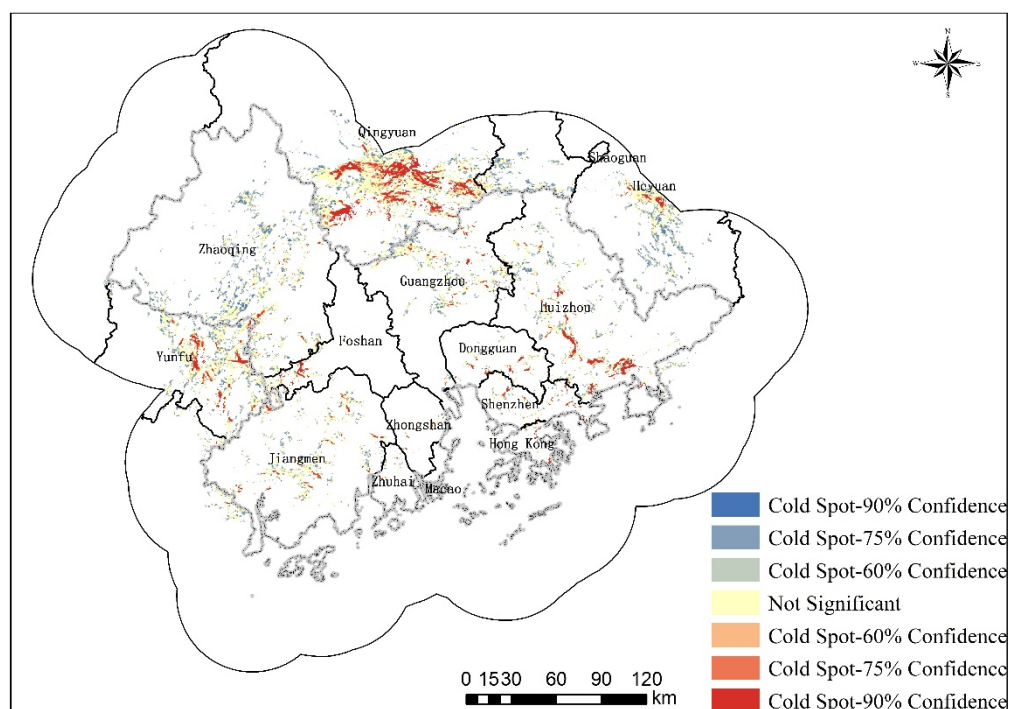 N
W
E
S
Qingyuan
Shaoguan
Heyuan
Zhaoqing
Guangzhou
Huizhou
Foshan
Dongguan
Yunfu
Shenzhen
Zhongshan
Hong Kong
Jiangmen
Zhuhai
Macao
Cold Spot-90% Confidence
Cold Spot-75% Confidence
Cold Spot-60% Confidence
Not Significant
Cold Spot-60% Confidence
Cold Spot-75% Confidence
Cold Spot-90% Confidence
0 15 30 60 90 120
km